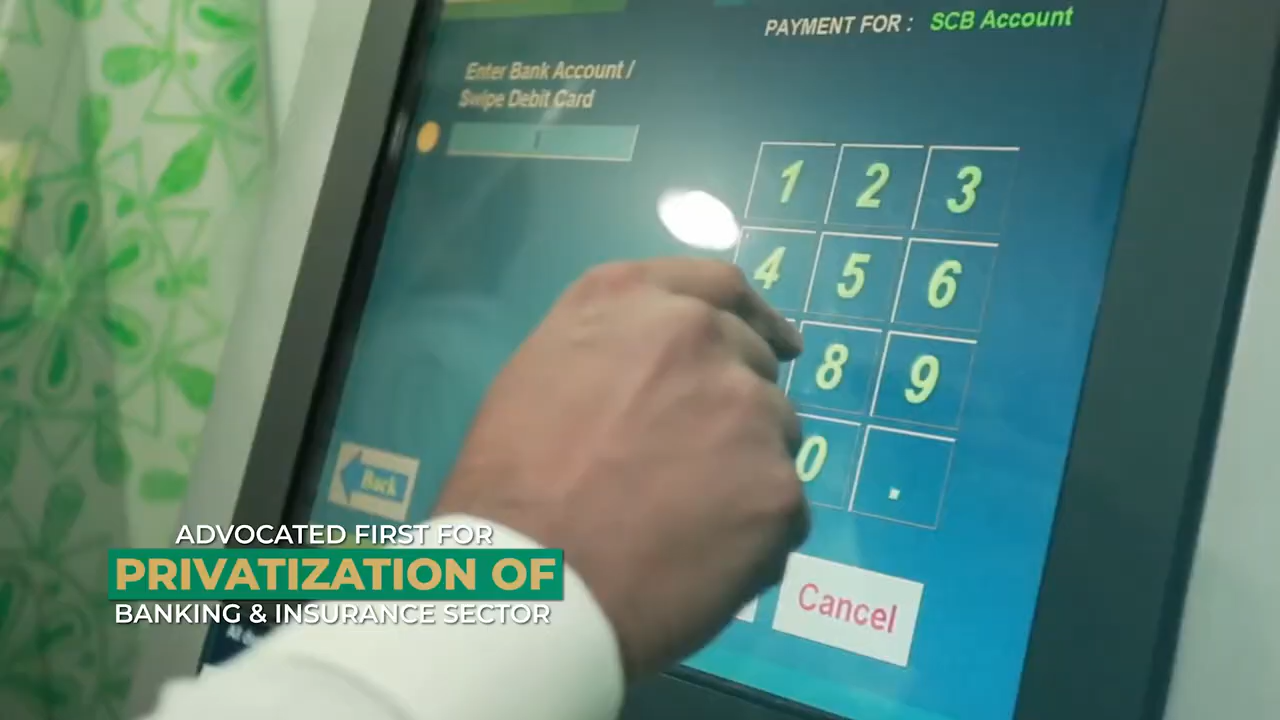 PAYMENT FOR : SCB Account
Enter Bank Account /
Swipe Debit Card
1 2 3
4 5 6
8 9
0 .
Back
Cancel
ADVOCATED FIRST FOR
PRIVATIZATION OF
BANKING & INSURANCE SECTOR